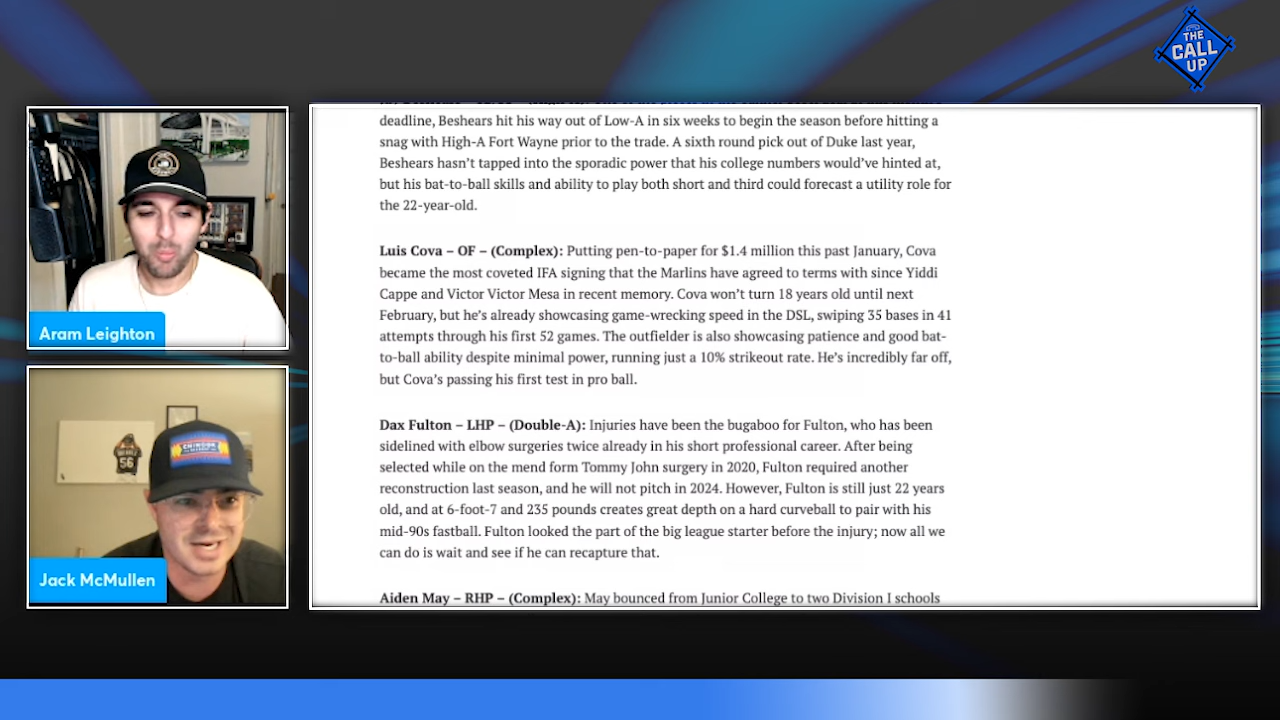 THE
CALL
UP
deadline, Beshears hit his way out of Low-A in six weeks to begin the season before hitting a
snag with High-A Fort Wayne prior to the trade. A sixth round pick out of Duke last year,
Beshears hasn't tapped into the sporadic power that his college numbers would've hinted at,
but his bat-to-ball skills and ability to play both short and third could forecast a utility role for
the 22-year-old.
Luis Cova – OF – (Complex): Putting pen-to-paper for $1.4 million this past January, Cova
became the most coveted IFA signing that the Marlins have agreed to terms with since Yiddi
Cappe and Victor Victor Mesa in recent memory. Cova won't turn 18 years old until next
February, but he's already showcasing game-wrecking speed in the DSL, swiping 35 bases in 41
attempts through his first 52 games. The outfielder is also showcasing patience and good bat-
to-ball ability despite minimal power, running just a 10% strikeout rate. He's incredibly far off,
but Cova's passing his first test in pro ball.
Dax Fulton – LHP – (Double-A): Injuries have been the bugaboo for Fulton, who has been
sidelined with elbow surgeries twice already in his short professional career. After being
selected while on the mend form Tommy John surgery in 2020, Fulton required another
reconstruction last season, and he will not pitch in 2024. However, Fulton is still just 22 years
old, and at 6-foot-7 and 235 pounds creates great depth on a hard curveball to pair with his
mid-90s fastball. Fulton looked the part of the big league starter before the injury; now all we
can do is wait and see if he can recapture that.
Aiden May – RHP – (Complex): May bounced from Junior College to two Division I schools
Aram Leighton
CHINOOK
56
Jack McMullen